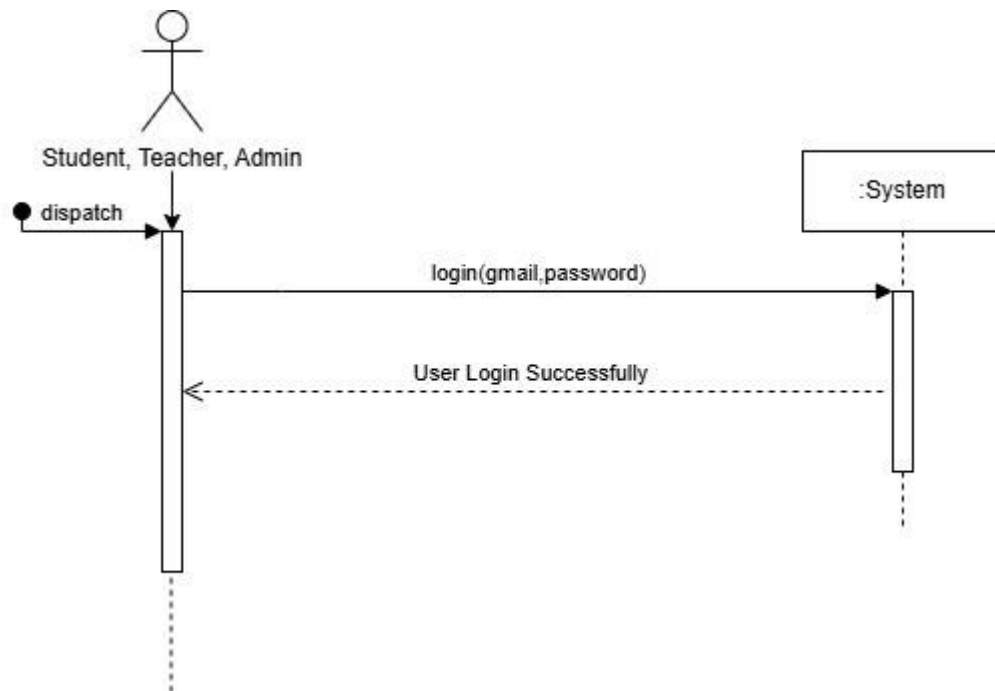 Student, Teacher, Admin
:System
dispatch
login(gmail,password)
User Login Successfully